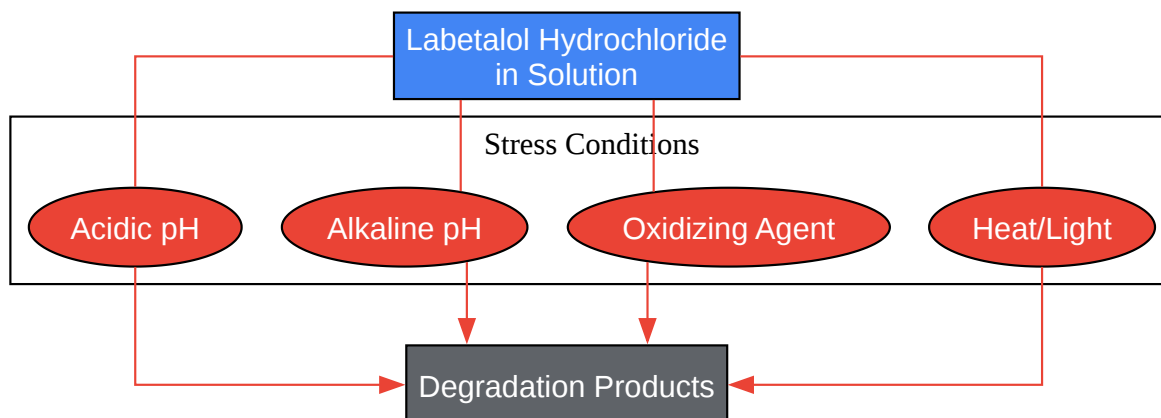 Labetalol Hydrochloride
in Solution
Stress Conditions
Acidic pH
Alkaline pH
Oxidizing Agent
Heat/Light
Degradation Products